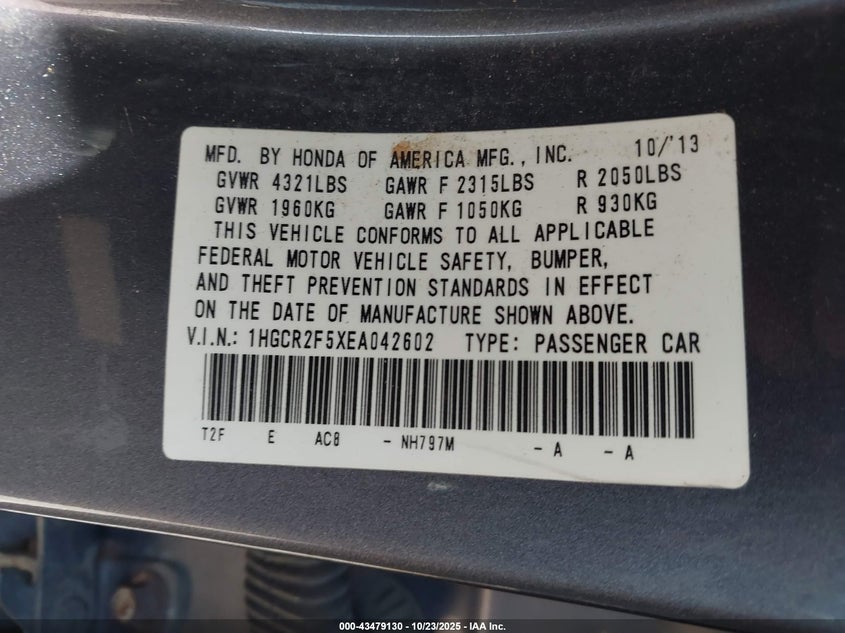 MFD. BY HONDA OF AMERICA MFG., INC. 10/'13
GVWR 4321LBS GAWR F 2315LBS R 2050LBS
GVWR 1960KG GAWR F 1050KG R 930KG
THIS VEHICLE CONFORMS TO ALL APPLICABLE
FEDERAL MOTOR VEHICLE SAFETY, BUMPER,
AND THEFT PREVENTION STANDARDS IN EFFECT
ON THE DATE OF MANUFACTURE SHOWN ABOVE.
V.I.N.: 1HGCR2F5XEA042602 TYPE: PASSENGER CAR
T2F E AC8 - NH797M - A - A
000-43479130 - 10/23/2025 - IAA Inc.